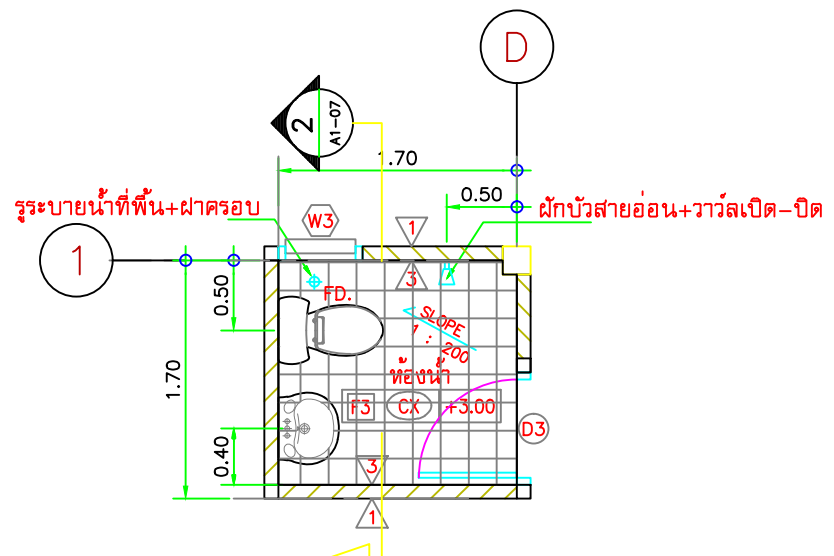 D
2
A1-07
1.70
0.50
รูระบายน้ำที่พื้น+ฝาครอบ
W3
1
ฝักบัวสายอ่อน+วาว์ลเปิด-ปิด
1
3
FD.
0.50
SLOPE
1 : 200
1.70
ห้องน้ำ
F3
CX
+3.00
D3
0.40
3
1